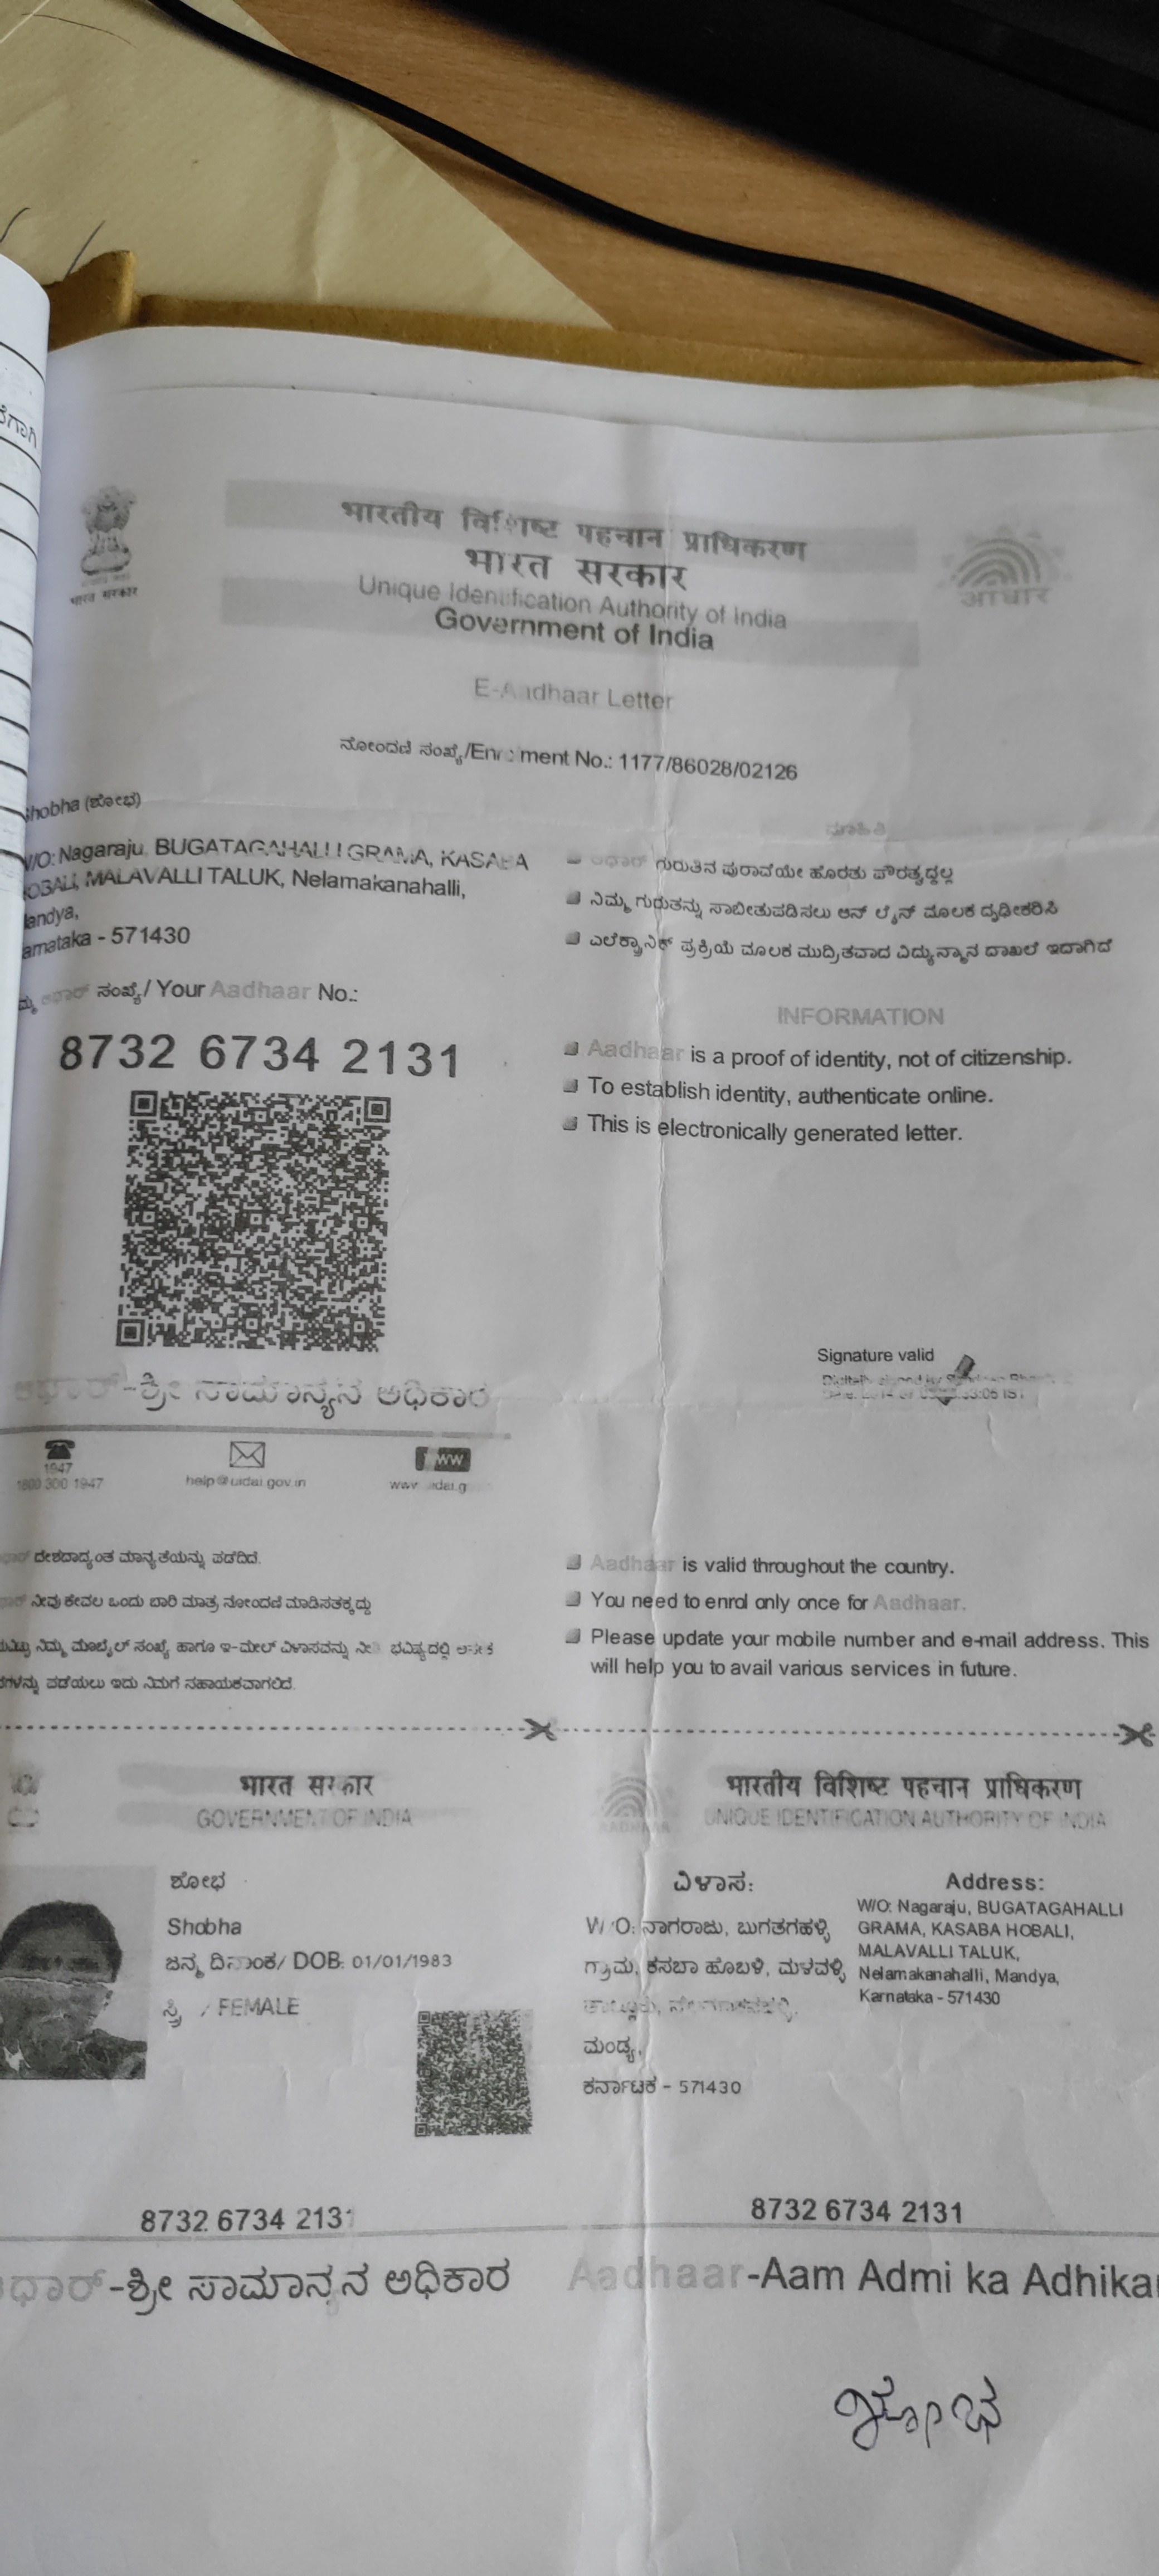 भारत सरकार
भारतीय विशिष्ट पहचान प्राधिकरण
भारत सरकार
Unique Identification Authority of India
Government of India
आधार
E-Aadhaar Letter
ನೋಂದಣಿ ಸಂಖ್ಯೆ/Enrolment No.: 1177/86028/02126
Shobha (ಶೋಭ)
W/O: Nagaraju, BUGATAGAHALLI GRAMA, KASABA
HOBALI, MALAVALLI TALUK, Nelamakanahalli,
Mandya,
Karnataka - 571430
ಸಂಖ್ಯೆ/ Your Aadhaar No.:
8732 6734 2131
ಮಾಹಿತಿ
ಆಧಾರ್ ಗುರುತಿನ ಪುರಾವೆಯೇ ಹೊರತು ಪೌರತ್ವದ್ದಲ್ಲ
ನಿಮ್ಮ ಗುರುತನ್ನು ಸಾಬೀತುಪಡಿಸಲು ಆನ್ ಲೈನ್ ಮೂಲಕ ದೃಢೀಕರಿಸಿ
ಎಲೆಕ್ಟ್ರಾನಿಕ್ ಪ್ರಕ್ರಿಯೆ ಮೂಲಕ ಮುದ್ರಿತವಾದ ವಿದ್ಯುನ್ಮಾನ ದಾಖಲೆ ಇದಾಗಿದೆ
INFORMATION
Aadhaar is a proof of identity, not of citizenship.
To establish identity, authenticate online.
This is electronically generated letter.
Signature valid
ಆಧಾರ್-ಶ್ರೀ ಸಾಮಾನ್ಯನ ಅಧಿಕಾರ
1947
1800 300 1947
help@uidai.gov.in
ದೇಶದಾದ್ಯಂತ ಮಾನ್ಯತೆಯನ್ನು ಪಡೆದಿದೆ.
ನೀವು ಕೇವಲ ಒಂದು ಬಾರಿ ಮಾತ್ರ ನೋಂದಣಿ ಮಾಡಿಸತಕ್ಕದ್ದು
ನಿಮ್ಮ ಮೊಬೈಲ್ ಸಂಖ್ಯೆ ಹಾಗೂ ಇ-ಮೇಲ್ ವಿಳಾಸವನ್ನು ಭವಿಷ್ಯದಲ್ಲಿ
ಪಡೆಯಲು ಇದು ನಿಮಗೆ ಸಹಾಯಕವಾಗಲಿದೆ.
Aadhaar is valid throughout the country.
You need to enrol only once for Aadhaar.
Please update your mobile number and e-mail address. This
will help you to avail various services in future.
भारत सरकार
GOVERNMENT OF INDIA
ಶೋಭ
Shobha
ಜನ್ಮ ದಿನಾಂಕ/ DOB: 01/01/1983
ಸ್ತ್ರೀ / FEMALE
8732 6734 2131
ಆಧಾರ್-ಶ್ರೀ ಸಾಮಾನ್ಯನ ಅಧಿಕಾರ
भारतीय विशिष्ट पहचान प्राधिकरण
UNIQUE IDENTIFICATION AUTHORITY OF INDIA
AADHAAR
ವಿಳಾಸ:
W/O: ನಾಗರಾಜು, ಬುಗತಗಹಳ್ಳಿ
ಗ್ರಾಮ, ಕಸಬಾ ಹೊಬಳಿ, ಮಳವಳ್ಳಿ
ಮಂಡ್ಯ,
ಕರ್ನಾಟಕ - 571430
Address:
W/O: Nagaraju, BUGATAGAHALLI
GRAMA, KASABA HOBALI,
MALAVALLI TALUK,
Nelamakanahalli, Mandya,
Karnataka - 571430
8732 6734 2131
Aadhaar-Aam Admi ka Adhikar
ಶೋಭ